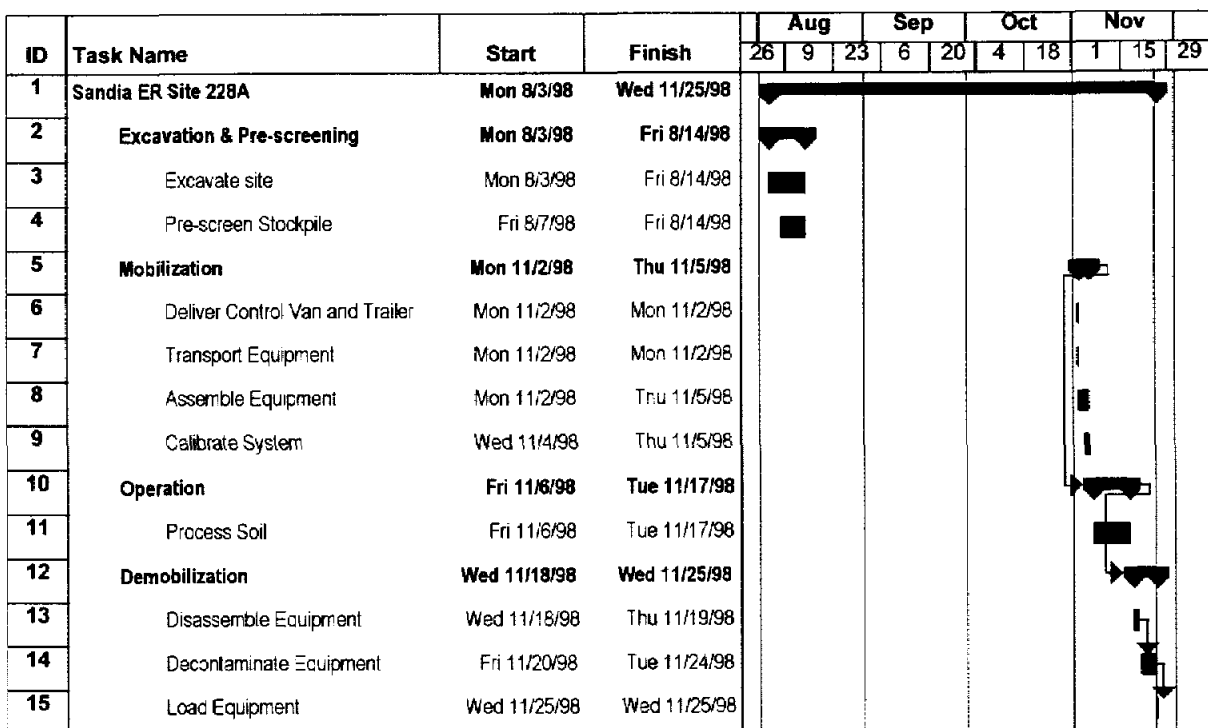 Aug Sep Oct Nov
ID Task Name Start Finish 26 9 23 6 20 4 18 1 15 29
1 Sandia ER Site 228A Mon 8/3/98 Wed 11/25/98
2 Excavation & Pre-screening Mon 8/3/98 Fri 8/14/98
3 Excavate site Mon 8/3/98 Fri 8/14/98
4 Pre-screen Stockpile Fri 8/7/98 Fri 8/14/98
5 Mobilization Mon 11/2/98 Thu 11/5/98
6 Deliver Control Van and Trailer Mon 11/2/98 Mon 11/2/98
7 Transport Equipment Mon 11/2/98 Mon 11/2/98
8 Assemble Equipment Mon 11/2/98 Thu 11/5/98
9 Calibrate System Wed 11/4/98 Thu 11/5/98
10 Operation Fri 11/6/98 Tue 11/17/98
11 Process Soil Fri 11/6/98 Tue 11/17/98
12 Demobilization Wed 11/18/98 Wed 11/25/98
13 Disassemble Equipment Wed 11/18/98 Thu 11/19/98
14 Decontaminate Equipment Fri 11/20/98 Tue 11/24/98
15 Load Equipment Wed 11/25/98 Wed 11/25/98